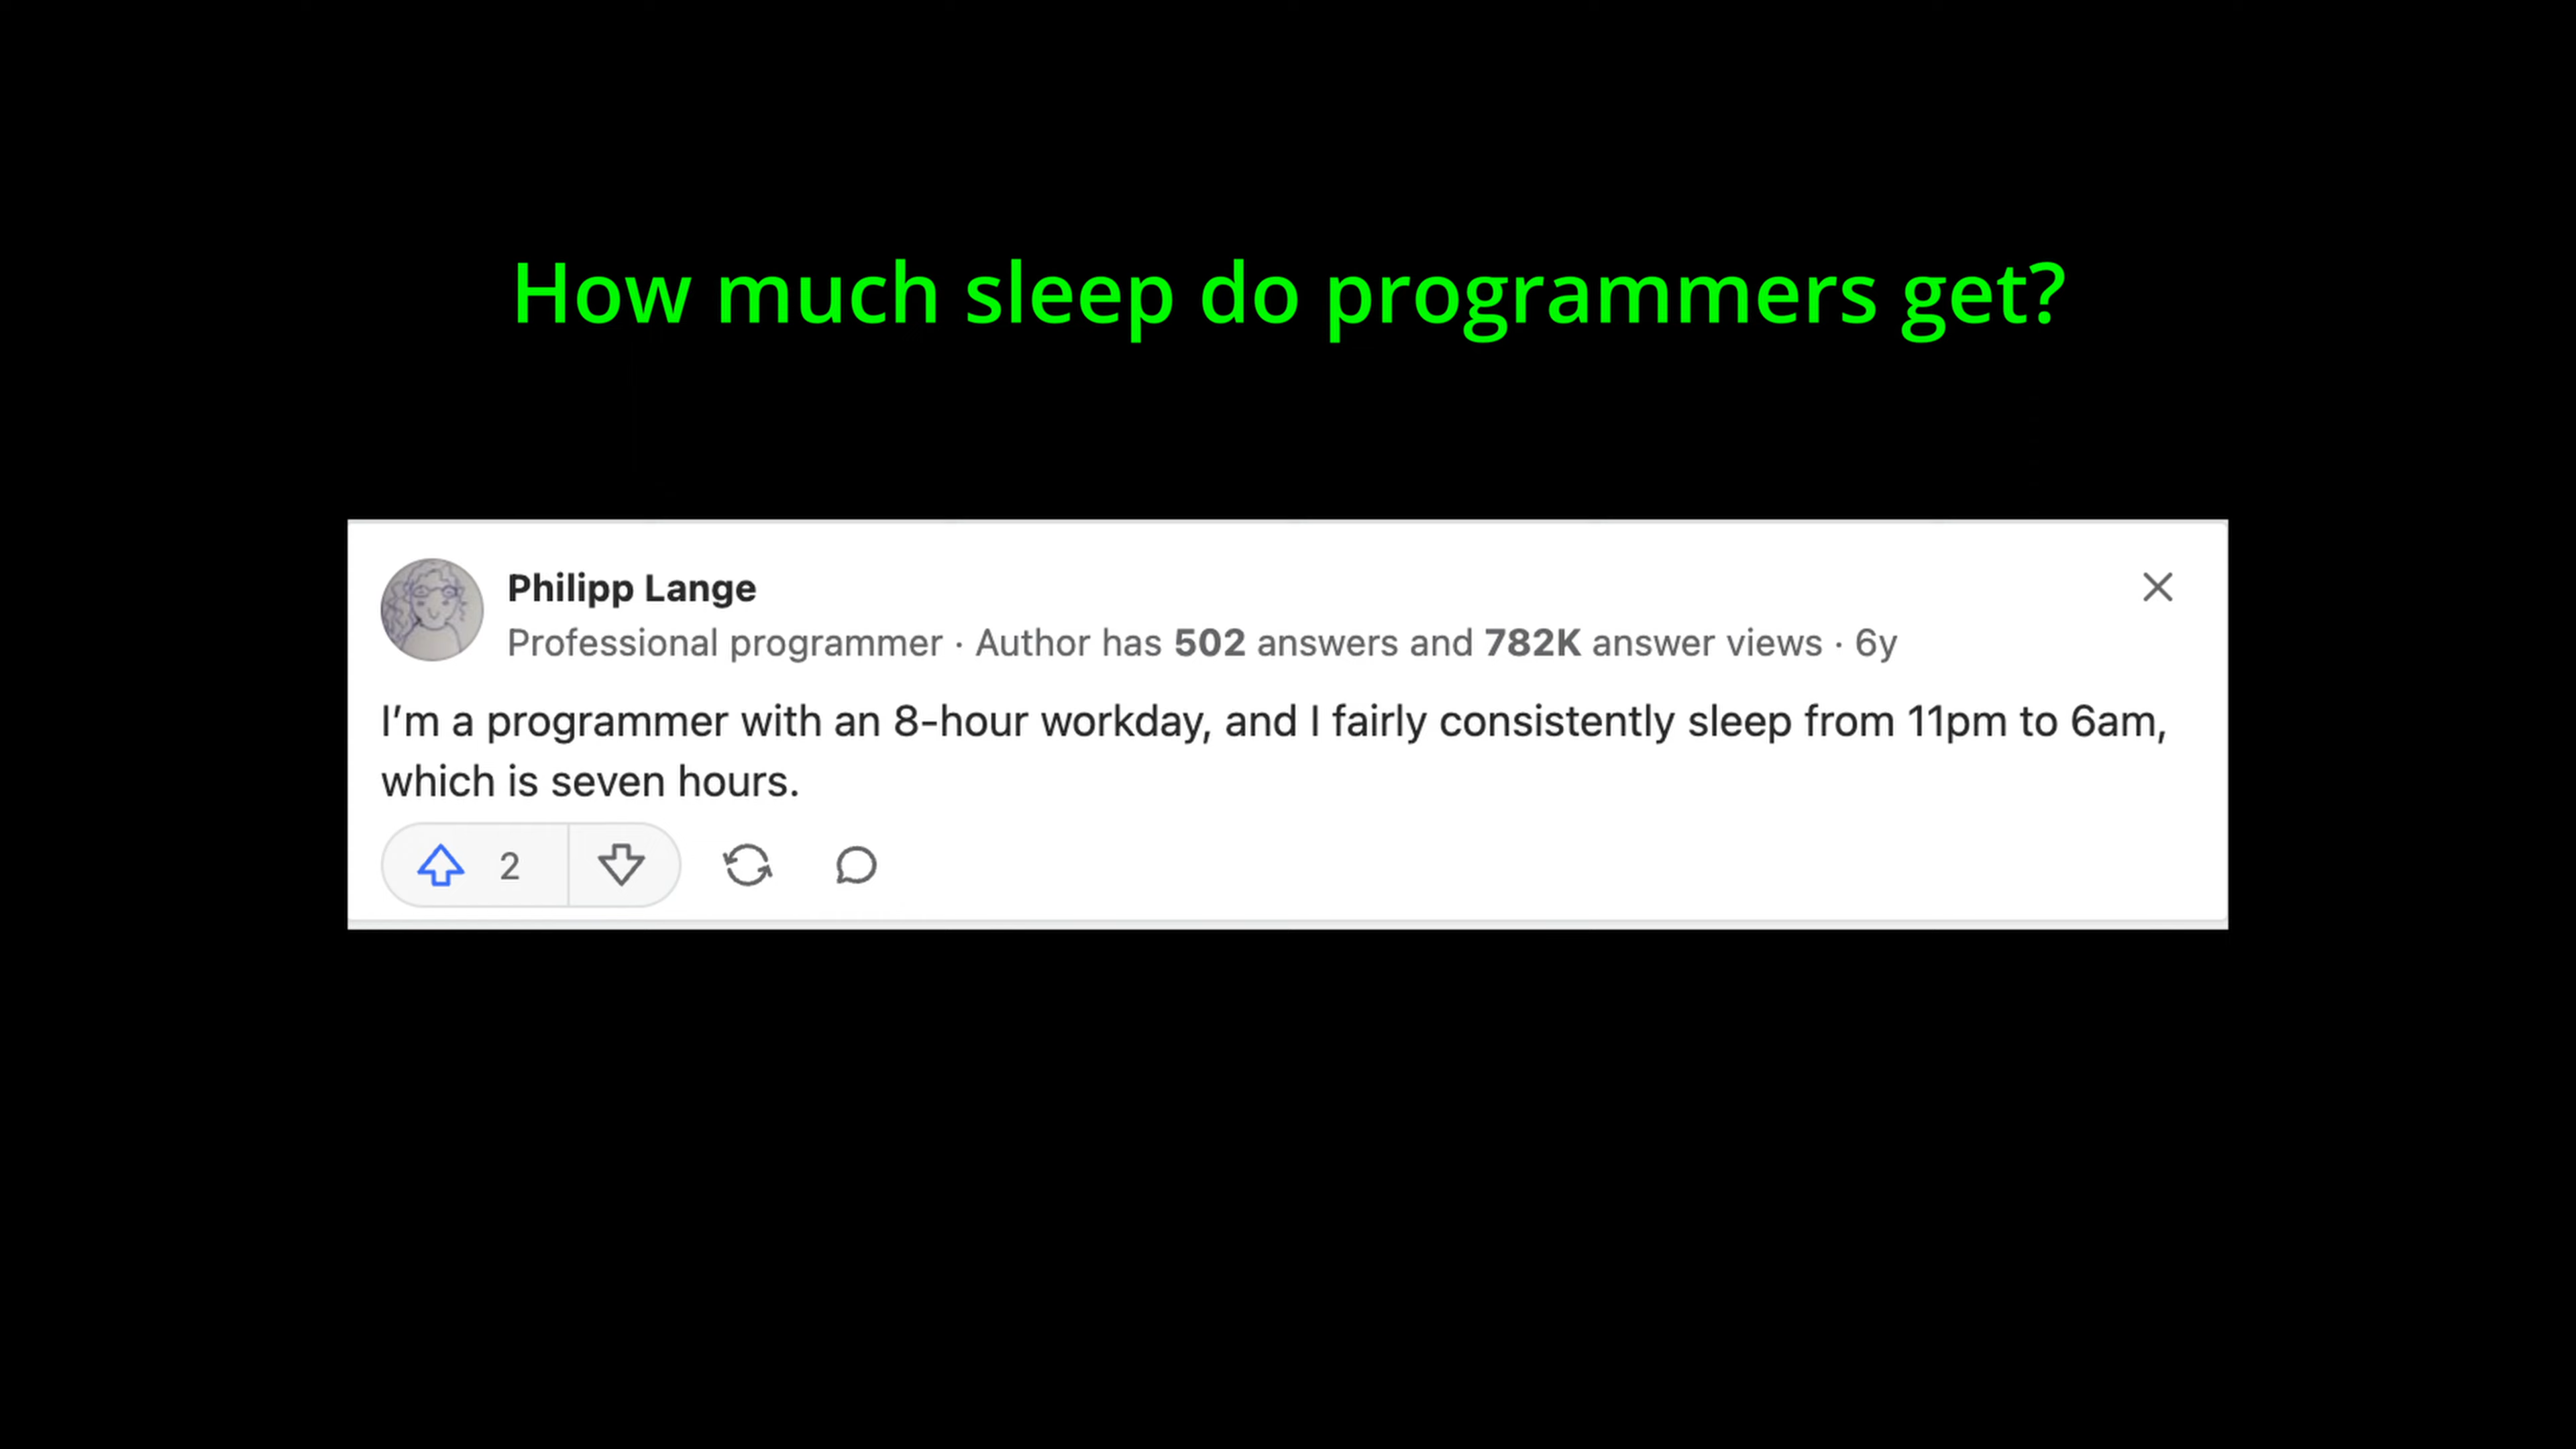 How much sleep do programmers get?
Philipp Lange
Professional programmer · Author has 502 answers and 782K answer views · 6y
I’m a programmer with an 8-hour workday, and I fairly consistently sleep from 11pm to 6am,
which is seven hours.
2